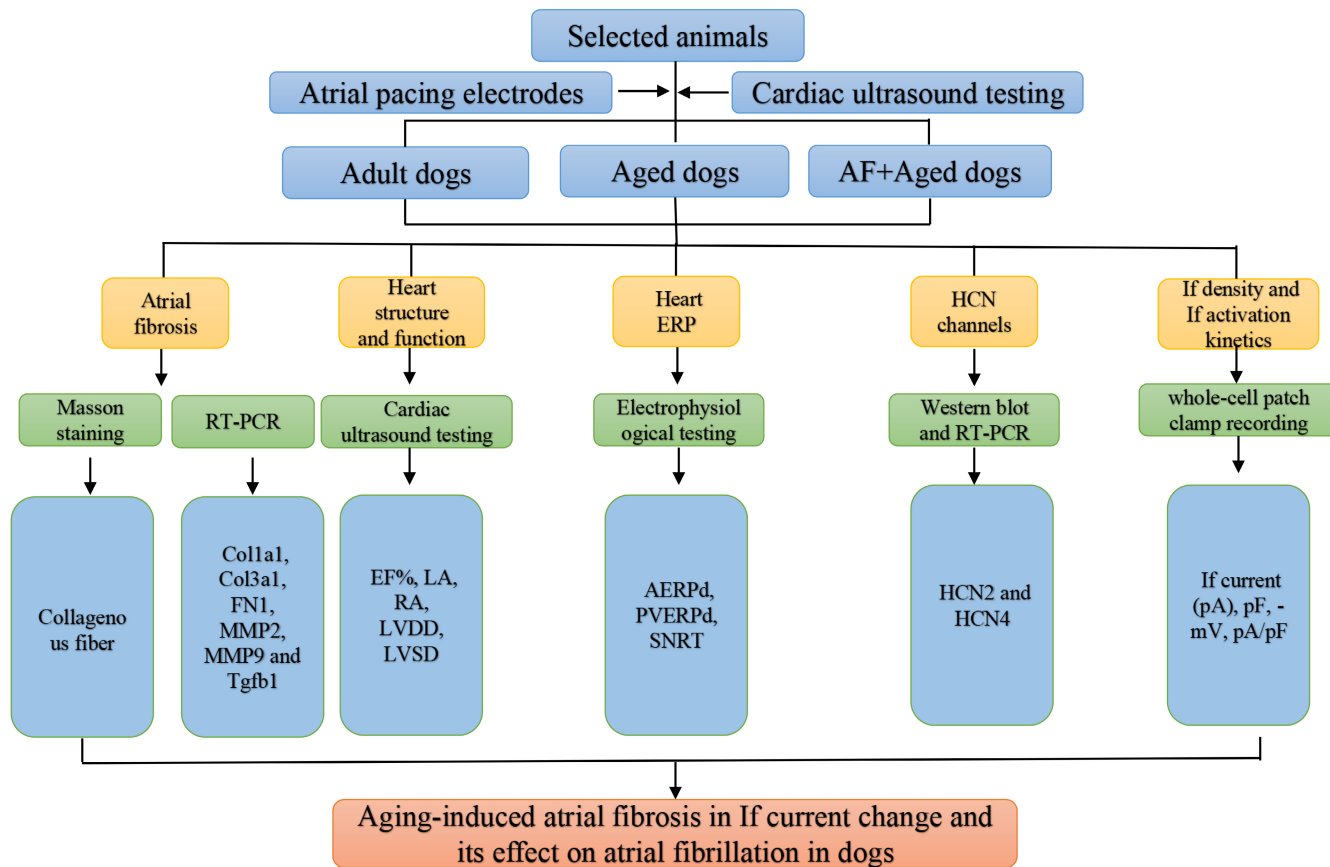 Selected animals
Atrial pacing electrodes
Cardiac ultrasound testing
Adult dogs
Aged dogs
AF+Aged dogs
Atrial
fibrosis
Heart
structure
and function
Heart
ERP
HCN
channels
If density and
If activation
kinetics
Masson
staining
RT-PCR
Cardiac
ultrasound testing
Electrophysiol
ogical testing
Western blot
and RT-PCR
whole-cell patch
clamp recording
Collageno
us fiber
Col1a1,
Col3a1,
FN1,
MMP2,
MMP9 and
Tgfb1
EF%, LA,
RA,
LVDD,
LVSD
AERPd,
PVERPd,
SNRT
HCN2 and
HCN4
If current
(pA), pF, -
mV, pA/pF
Aging-induced atrial fibrosis in If current change and
its effect on atrial fibrillation in dogs